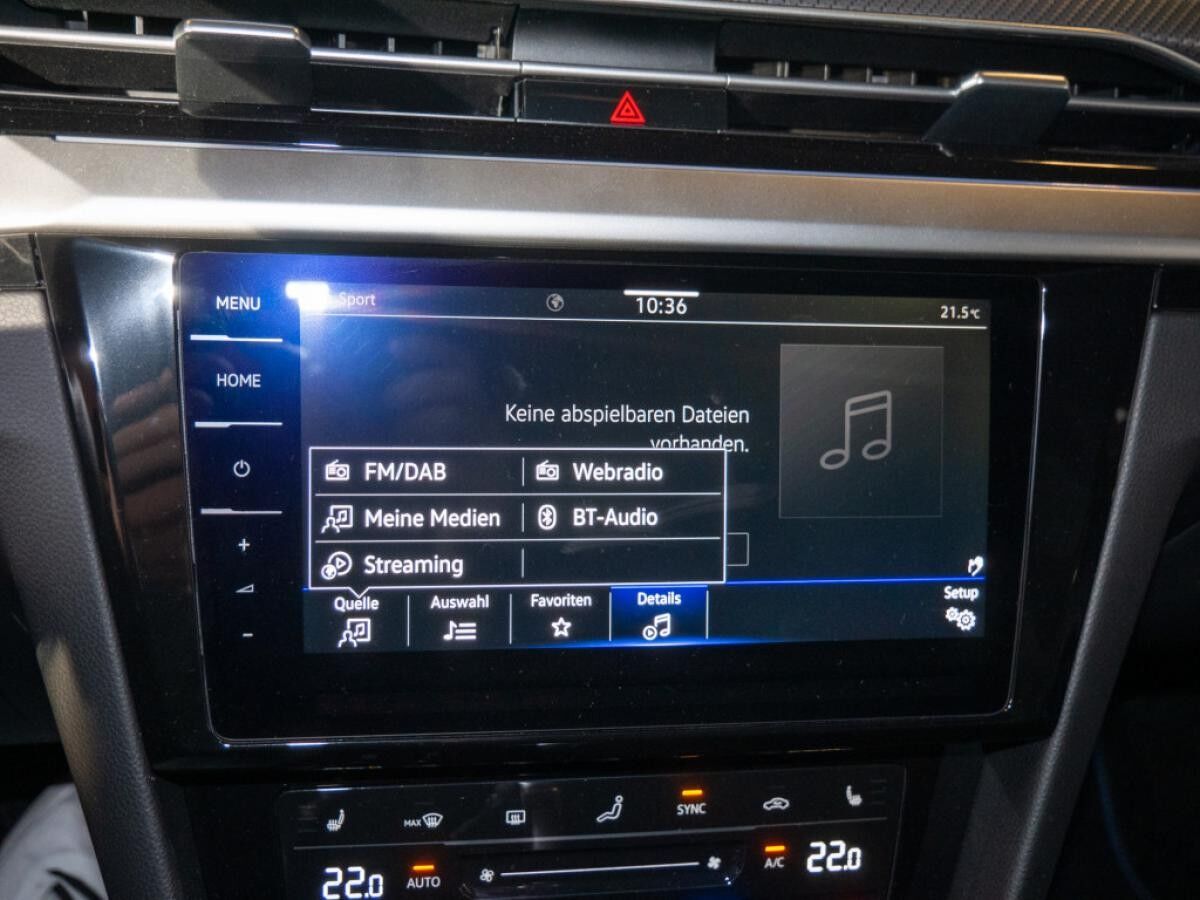 MENU
Sport
10:36
21.5°C
HOME
Keine abspielbaren Dateien
vorhanden.
FM/DAB
Webradio
Meine Medien
BT-Audio
Streaming
+
-
Quelle
Auswahl
Favoriten
Details
Setup
MAX
SYNC
22.0
AUTO
A/C
22.0